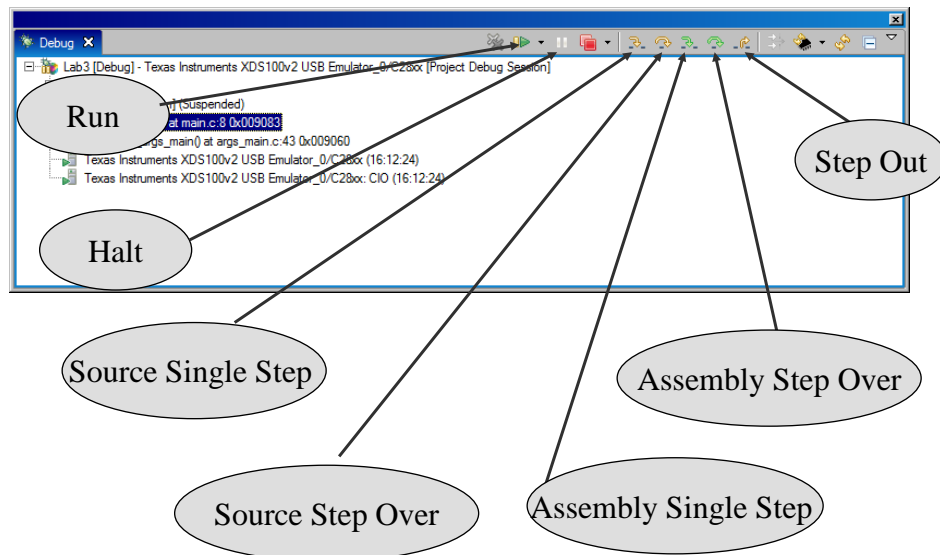 Debug
Lab3 [Debug] - Texas Instruments XDS100v2 USB Emulator_0/C28xx [Project Debug Session]
(Suspended)
Run
at main.c:8 0x009083
args_main() at args_main.c:43 0x009060
Texas Instruments XDS100v2 USB Emulator_0/C28xx (16:12:24)
Step Out
Texas Instruments XDS100v2 USB Emulator_0/C28xx: CIO (16:12:24)
Halt
Source Single Step
Assembly Step Over
Source Step Over
Assembly Single Step